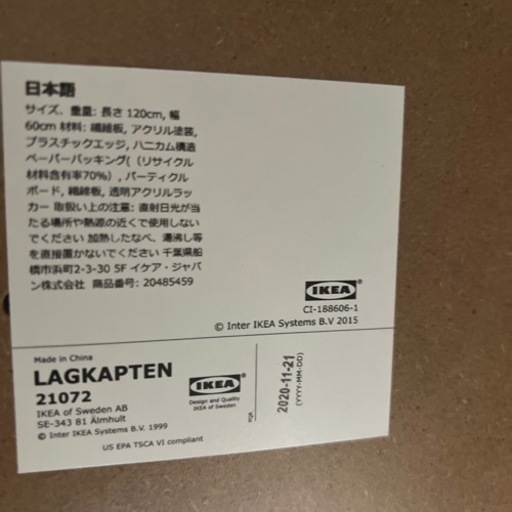 日本語
サイズ、重量: 長さ 120cm, 幅
60cm 材料: 繊維板, アクリル塗装,
プラスチックエッジ, ハニカム構造
ペーパーパッキング(（リサイクル
材料含有率70%）, パーティクル
ボード, 繊維板, 透明アクリルラッ
カー 取扱い上の注意: 直射日光が当
たる場所や熱源の近くで使用しない
でください 加熱したなべ、湯沸し等
を直接置かないでください 千葉県船
橋市浜町2-3-30 5F イケア・ジャパ
ン株式会社 商品番号: 20485459
IKEA®
CI-188606-1
© Inter IKEA Systems B.V 2015
Made in China
LAGKAPTEN
21072
IKEA of Sweden AB
SE-343 81 Älmhult
© Inter IKEA Systems B.V. 1999
US EPA TSCA VI compliant
IKEA®
Design and Quality
IKEA of Sweden
2020-11-21
(YYYY-MM-DD)